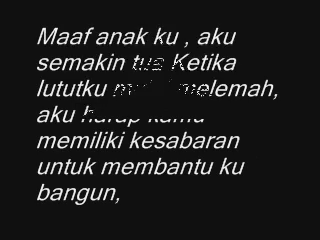 Maaf anak ku , aku
semakin tua Ketika
lututku melemah,
aku harap kamu
memiliki kesabaran
untuk membantu ku
bangun,